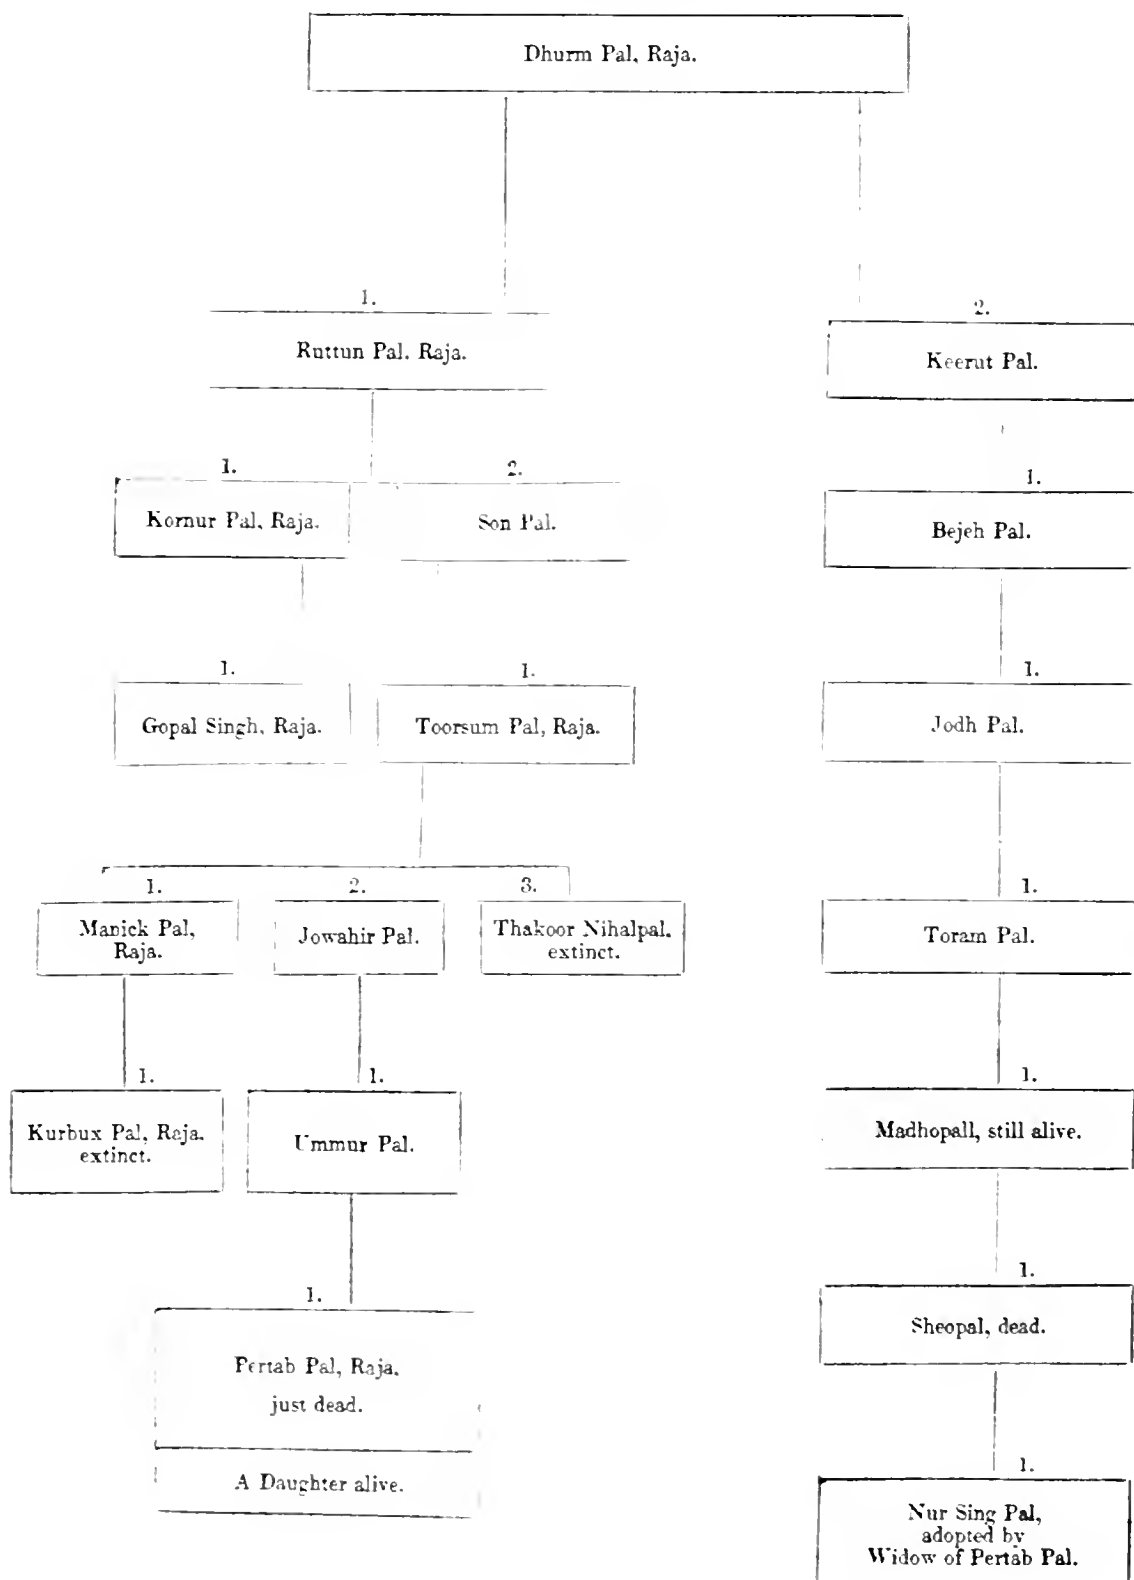 Dhurm Pal, Raja.
1.
Ruttun Pal. Raja.
2.
Keerut Pal.
1.
Kornur Pal, Raja.
2.
Son Pal.
1.
Bejeh Pal.
1.
Gopal Singh, Raja.
1.
Toorsum Pal, Raja.
1.
Jodh Pal.
1.
Manick Pal,
Raja.
2.
Jowahir Pal.
3.
Thakoor Nihalpal.
extinct.
1.
Toram Pal.
1.
Kurbux Pal, Raja.
extinct.
1.
Ummur Pal.
1.
Madhopall, still alive.
1.
Pertab Pal, Raja.
just dead.
A Daughter alive.
1.
Sheopal, dead.
1.
Nur Sing Pal,
adopted by
Widow of Pertab Pal.